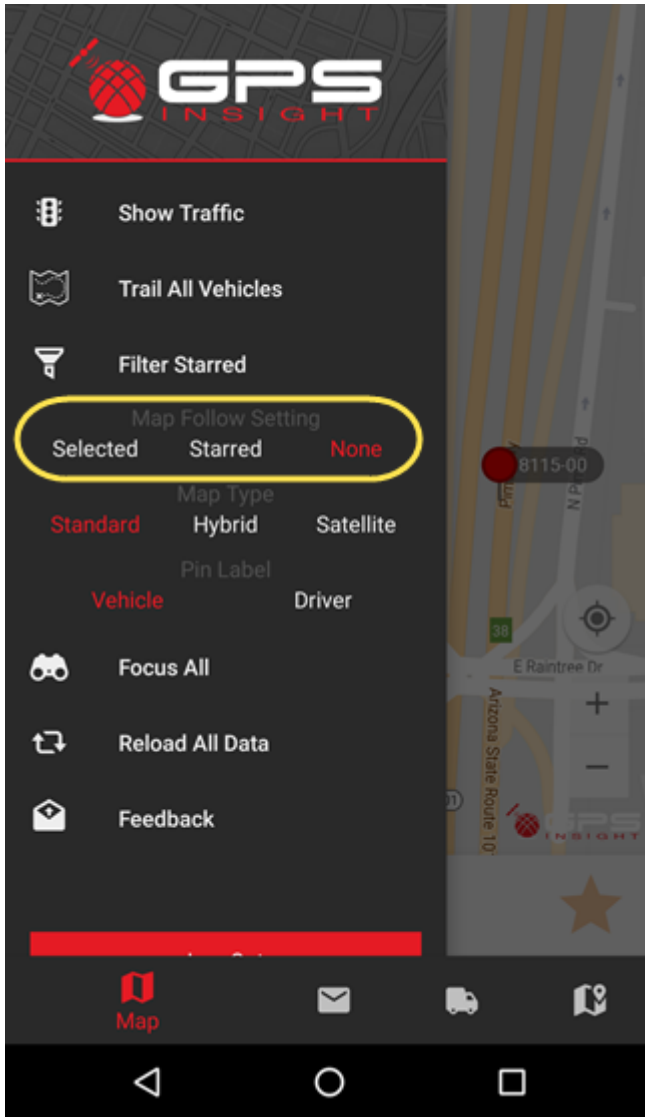 GPS
INSIGHT
Show Traffic
Trail All Vehicles
Filter Starred
Map Follow Setting
Selected Starred None
Map Type
Standard Hybrid Satellite
Pin Label
Vehicle Driver
Focus All
Reload All Data
Feedback
Map
8115-00
38
E Raintree Dr
Arizona State Route 10
GPS
INSIGHT